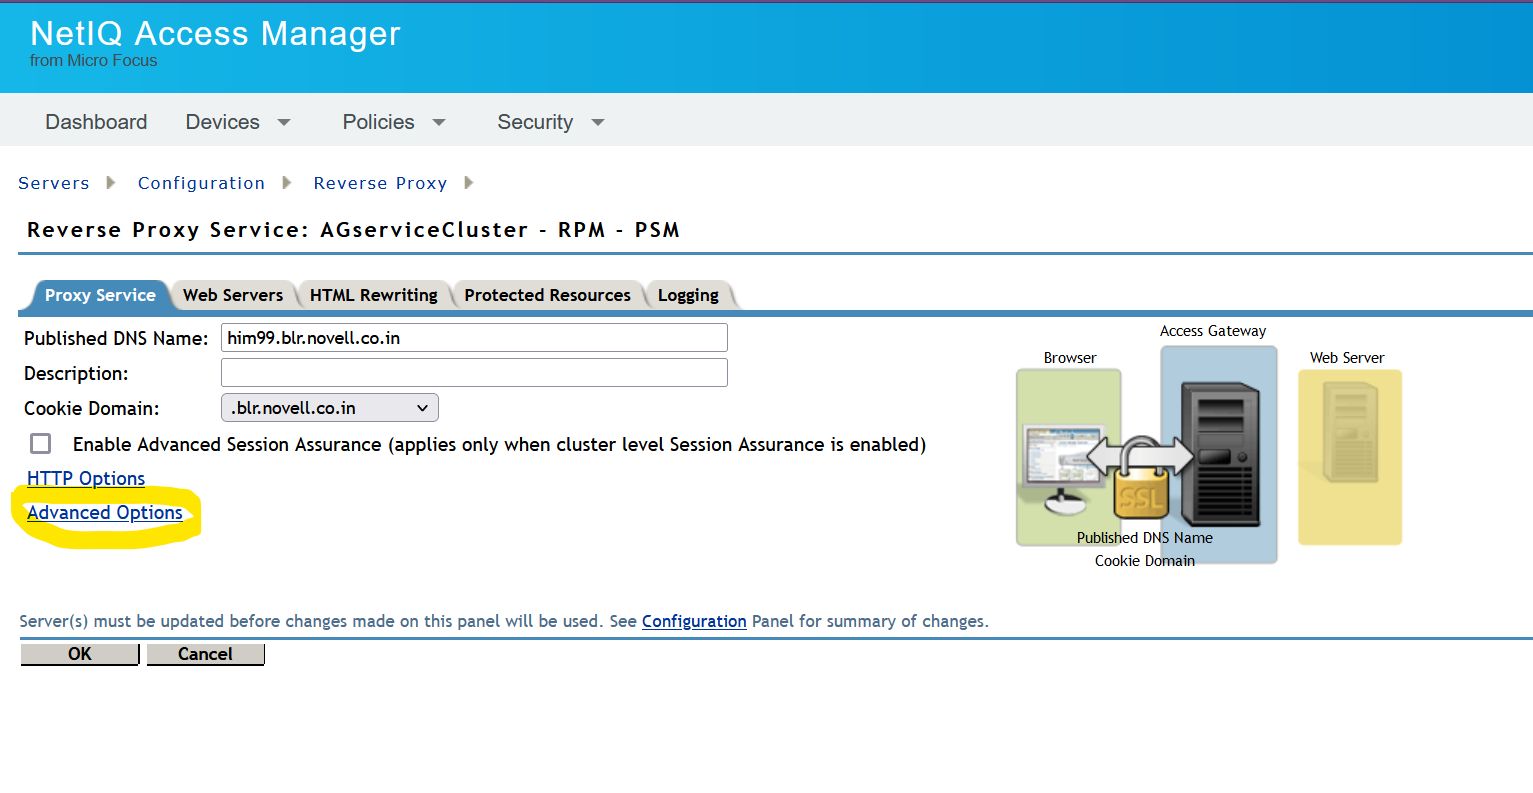 NetIQ Access Manager
from Micro Focus
Dashboard Devices Policies Security
Servers Configuration Reverse Proxy
Reverse Proxy Service: AGserviceCluster - RPM - PSM
Proxy Service Web Servers HTML Rewriting Protected Resources Logging
Published DNS Name: him99.blr.novell.co.in
Description:
Cookie Domain: .blr.novell.co.in
Enable Advanced Session Assurance (applies only when cluster level Session Assurance is enabled)
HTTP Options
Advanced Options
Access Gateway
Browser Web Server
SSL
Published DNS Name
Cookie Domain
Server(s) must be updated before changes made on this panel will be used. See Configuration Panel for summary of changes.
OK Cancel